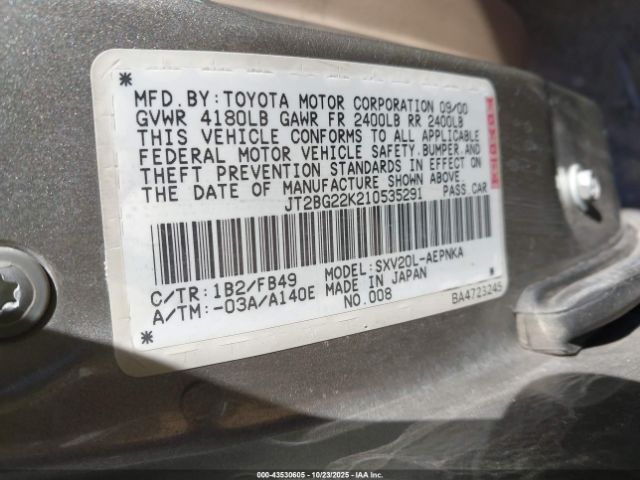 MFD. BY: TOYOTA MOTOR CORPORATION 09/00
GVWR 4180LB GAWR FR 2400LB RR 2400LB
THIS VEHICLE CONFORMS TO ALL APPLICABLE
FEDERAL MOTOR VEHICLE SAFETY, BUMPER, AND
THEFT PREVENTION STANDARDS IN EFFECT ON
THE DATE OF MANUFACTURE SHOWN ABOVE.
JT2BG22K210535291 PASS.CAR
C/TR: 1B2/FB49 MODEL: SXV20L-AEPNKA
A/TM: -03A/A140E MADE IN JAPAN
NO.008 BA4723245
000-43530605 - 10/23/2025 - IAA Inc.